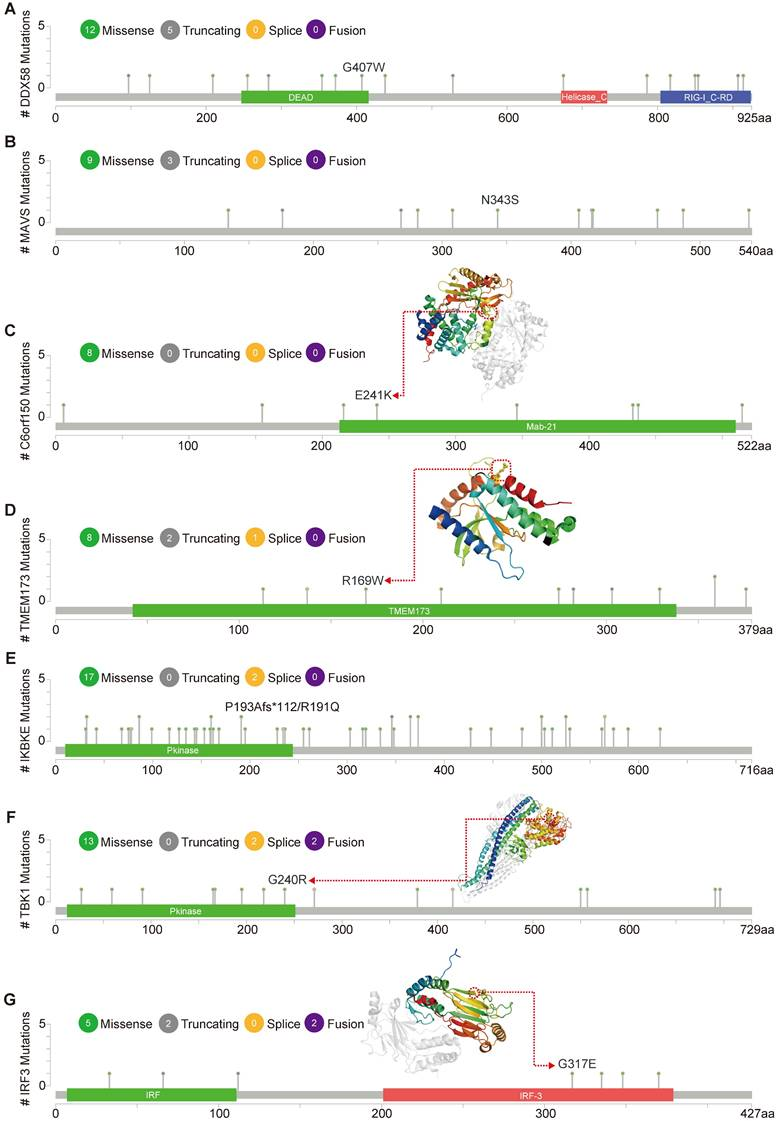 A
12 Missense 5 Truncating 0 Splice 0 Fusion
# DDX58 Mutations
5
0
G407W
DEAD Helicase_C RIG-I_C-RD
0 200 400 600 800 925aa
B
9 Missense 3 Truncating 0 Splice 0 Fusion
# MAVS Mutations
5
0
N343S
0 100 200 300 400 500 540aa
C
8 Missense 0 Truncating 0 Splice 0 Fusion
# C6orf150 Mutations
5
0
E241K
Mab-21
0 100 200 300 400 522aa
D
8 Missense 2 Truncating 1 Splice 0 Fusion
# TMEM173 Mutations
5
0
R169W
TMEM173
0 100 200 300 379aa
E
17 Missense 0 Truncating 2 Splice 0 Fusion
# IKBKE Mutations
5
0
P193Afs*112/R191Q
Pkinase
0 100 200 300 400 500 600 716aa
F
13 Missense 0 Truncating 2 Splice 2 Fusion
# TBK1 Mutations
5
0
G240R
Pkinase
0 100 200 300 400 500 600 729aa
G
5 Missense 2 Truncating 0 Splice 2 Fusion
# IRF3 Mutations
5
0
G317E
IRF IRF-3
0 100 200 300 427aa